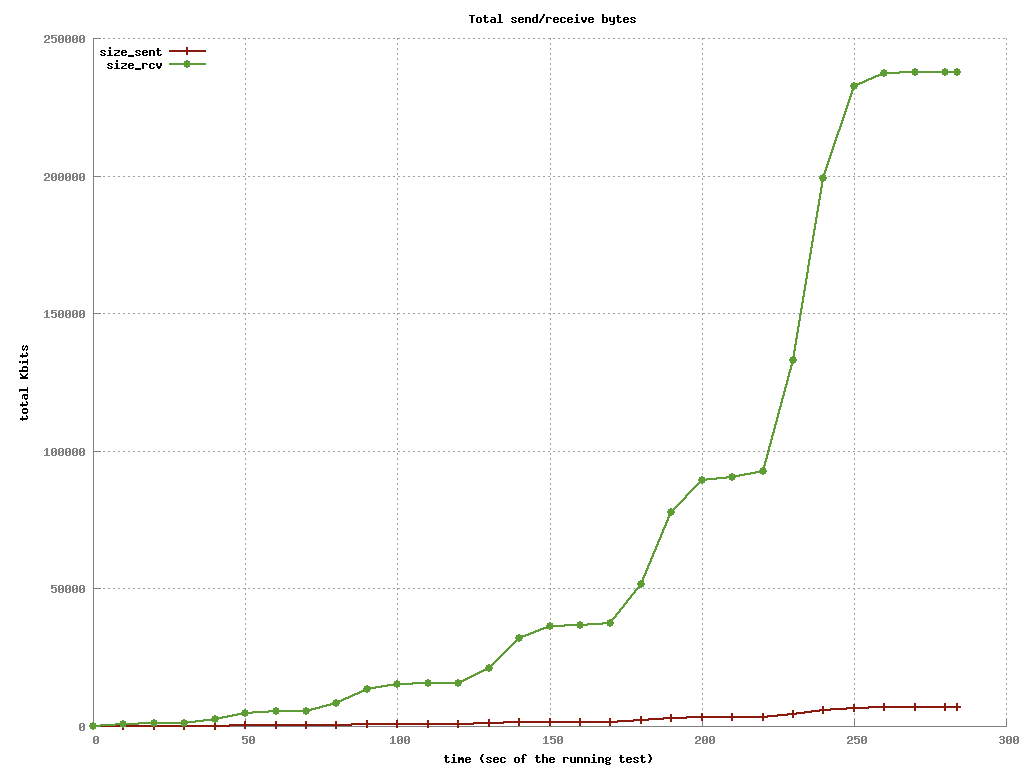 Total send/receive bytes
250000
size_sent
size_rcv
200000
150000
total Kbits
100000
50000
0
0 50 100 150 200 250 300
time (sec of the running test)